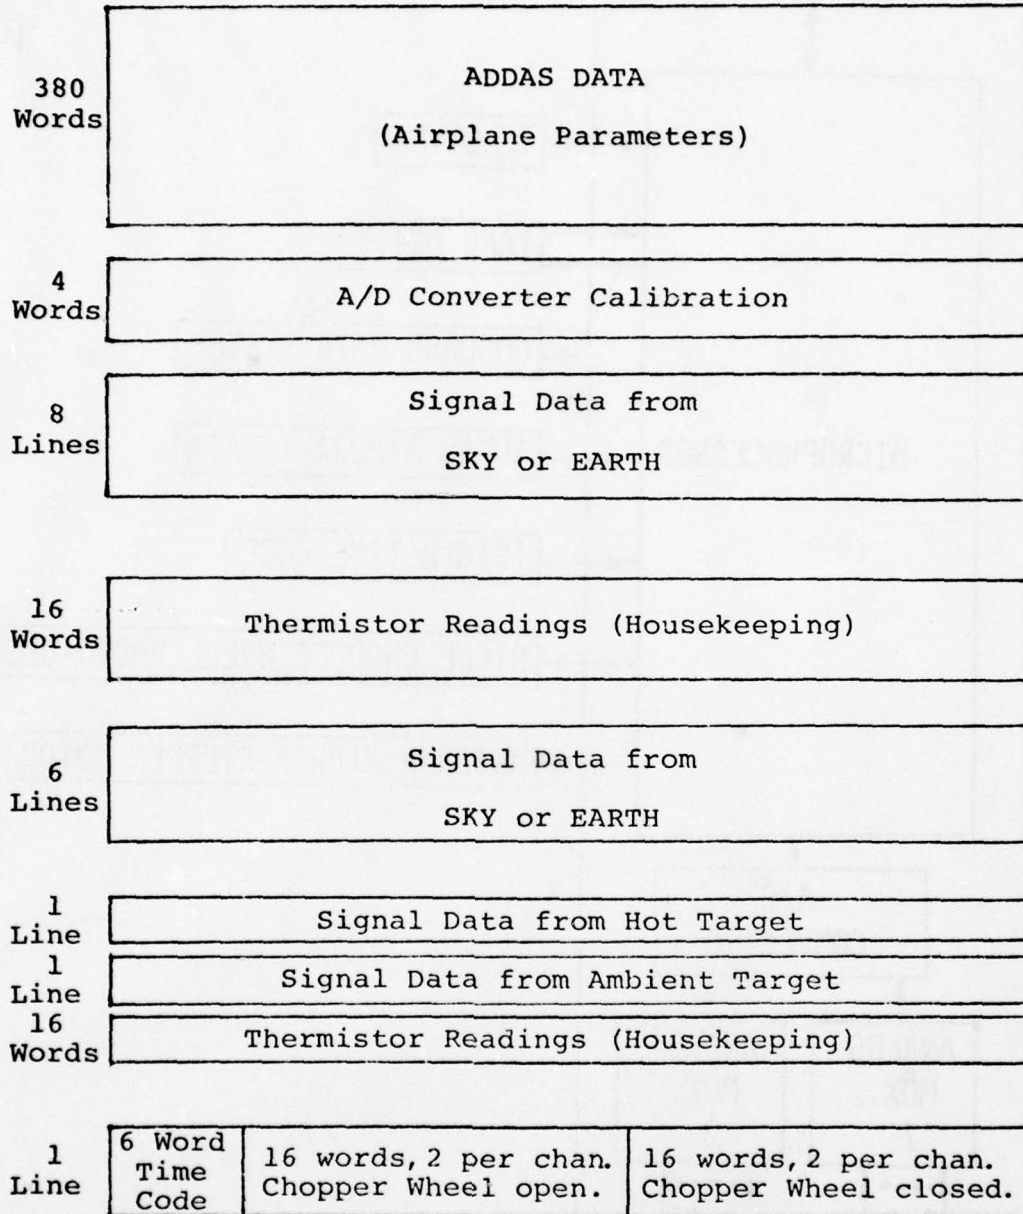 380
Words
ADDAS DATA
(Airplane Parameters)
4
Words
A/D Converter Calibration
8
Lines
Signal Data from
SKY or EARTH
16
Words
Thermistor Readings (Housekeeping)
6
Lines
Signal Data from
SKY or EARTH
1
Line
Signal Data from Hot Target
1
Line
Signal Data from Ambient Target
16
Words
Thermistor Readings (Housekeeping)
1
Line
6 Word
Time
Code
16 words, 2 per chan.
Chopper Wheel open.
16 words, 2 per chan.
Chopper Wheel closed.